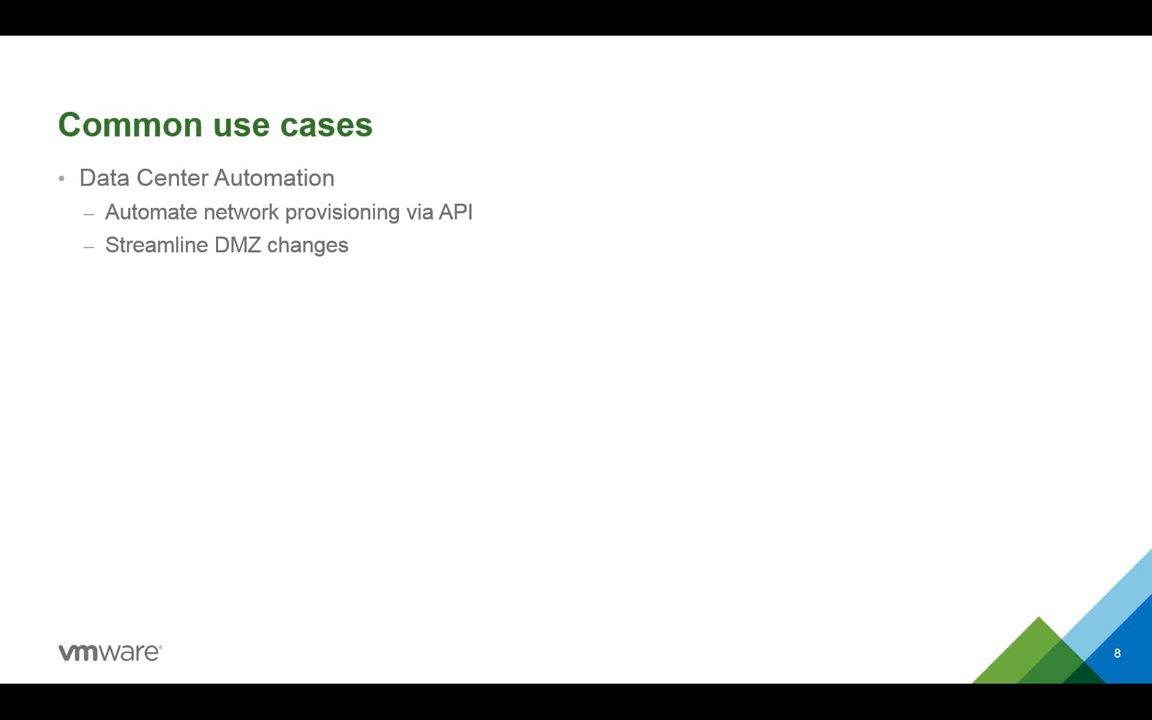 Common use cases
• Data Center Automation
– Automate network provisioning via API
– Streamline DMZ changes
vmware®
8